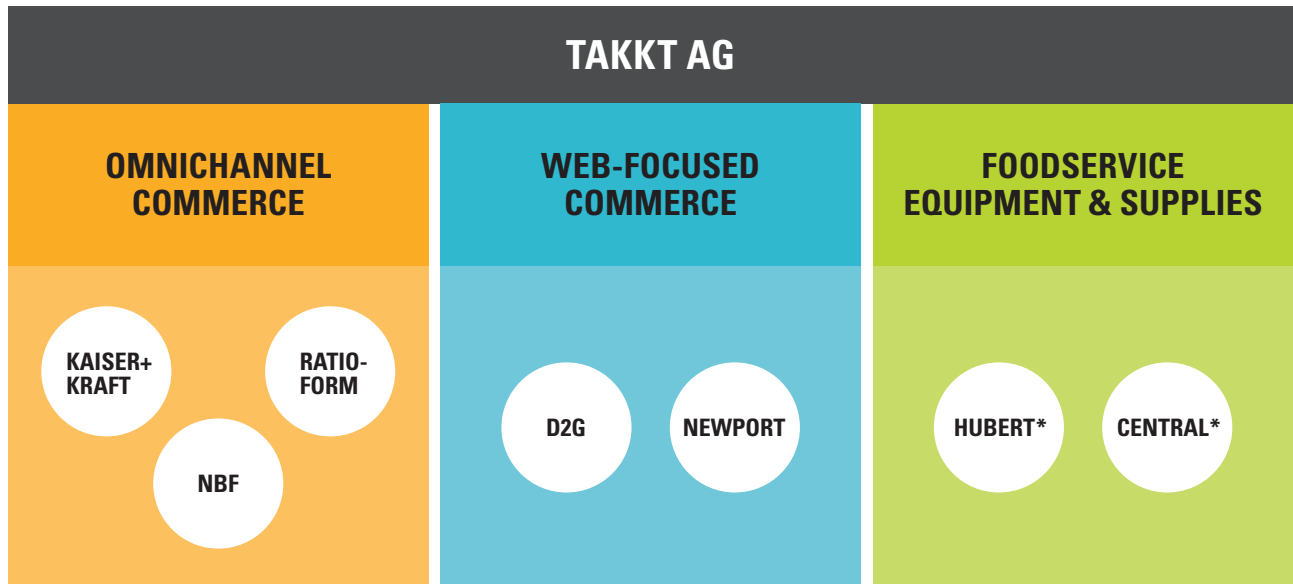 TAKKT AG
OMNICHANNEL
COMMERCE
WEB-FOCUSED
COMMERCE
FOODSERVICE
EQUIPMENT & SUPPLIES
KAISER+
KRAFT
RATIO-
FORM
NBF
D2G
NEWPORT
HUBERT*
CENTRAL*